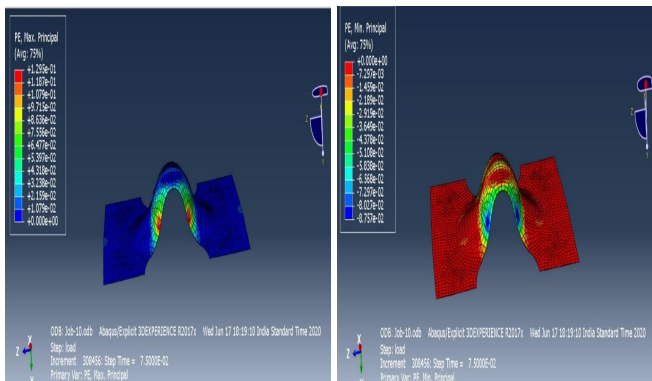 PE, Max. Principal
(Avg: 75%)
+1.295e-01
+1.187e-01
+1.079e-01
+9.715e-02
+8.636e-02
+7.556e-02
+6.477e-02
+5.397e-02
+4.318e-02
+3.238e-02
+2.159e-02
+1.079e-02
+0.000e+00
Z
Y
X
Z
Y
ODB: Job-10.odb Abaqus/Explicit 3DEXPERIENCE R2017x Wed Jun 17 18:19:10 India Standard Time 2020
Step: load
Increment 308456: Step Time = 7.5000E-02
Primary Var: PE, Max. Principal
PE, Min. Principal
(Avg: 75%)
+0.000e+00
-7.297e-03
-1.459e-02
-2.189e-02
-2.919e-02
-3.649e-02
-4.378e-02
-5.108e-02
-5.838e-02
-6.568e-02
-7.297e-02
-8.027e-02
-8.757e-02
Z
Y
X
Z
Y
ODB: Job-10.odb Abaqus/Explicit 3DEXPERIENCE R2017x Wed Jun 17 18:19:10 India Standard Time 2020
Step: load
Increment 308456: Step Time = 7.5000E-02
Primary Var: PE, Min. Principal